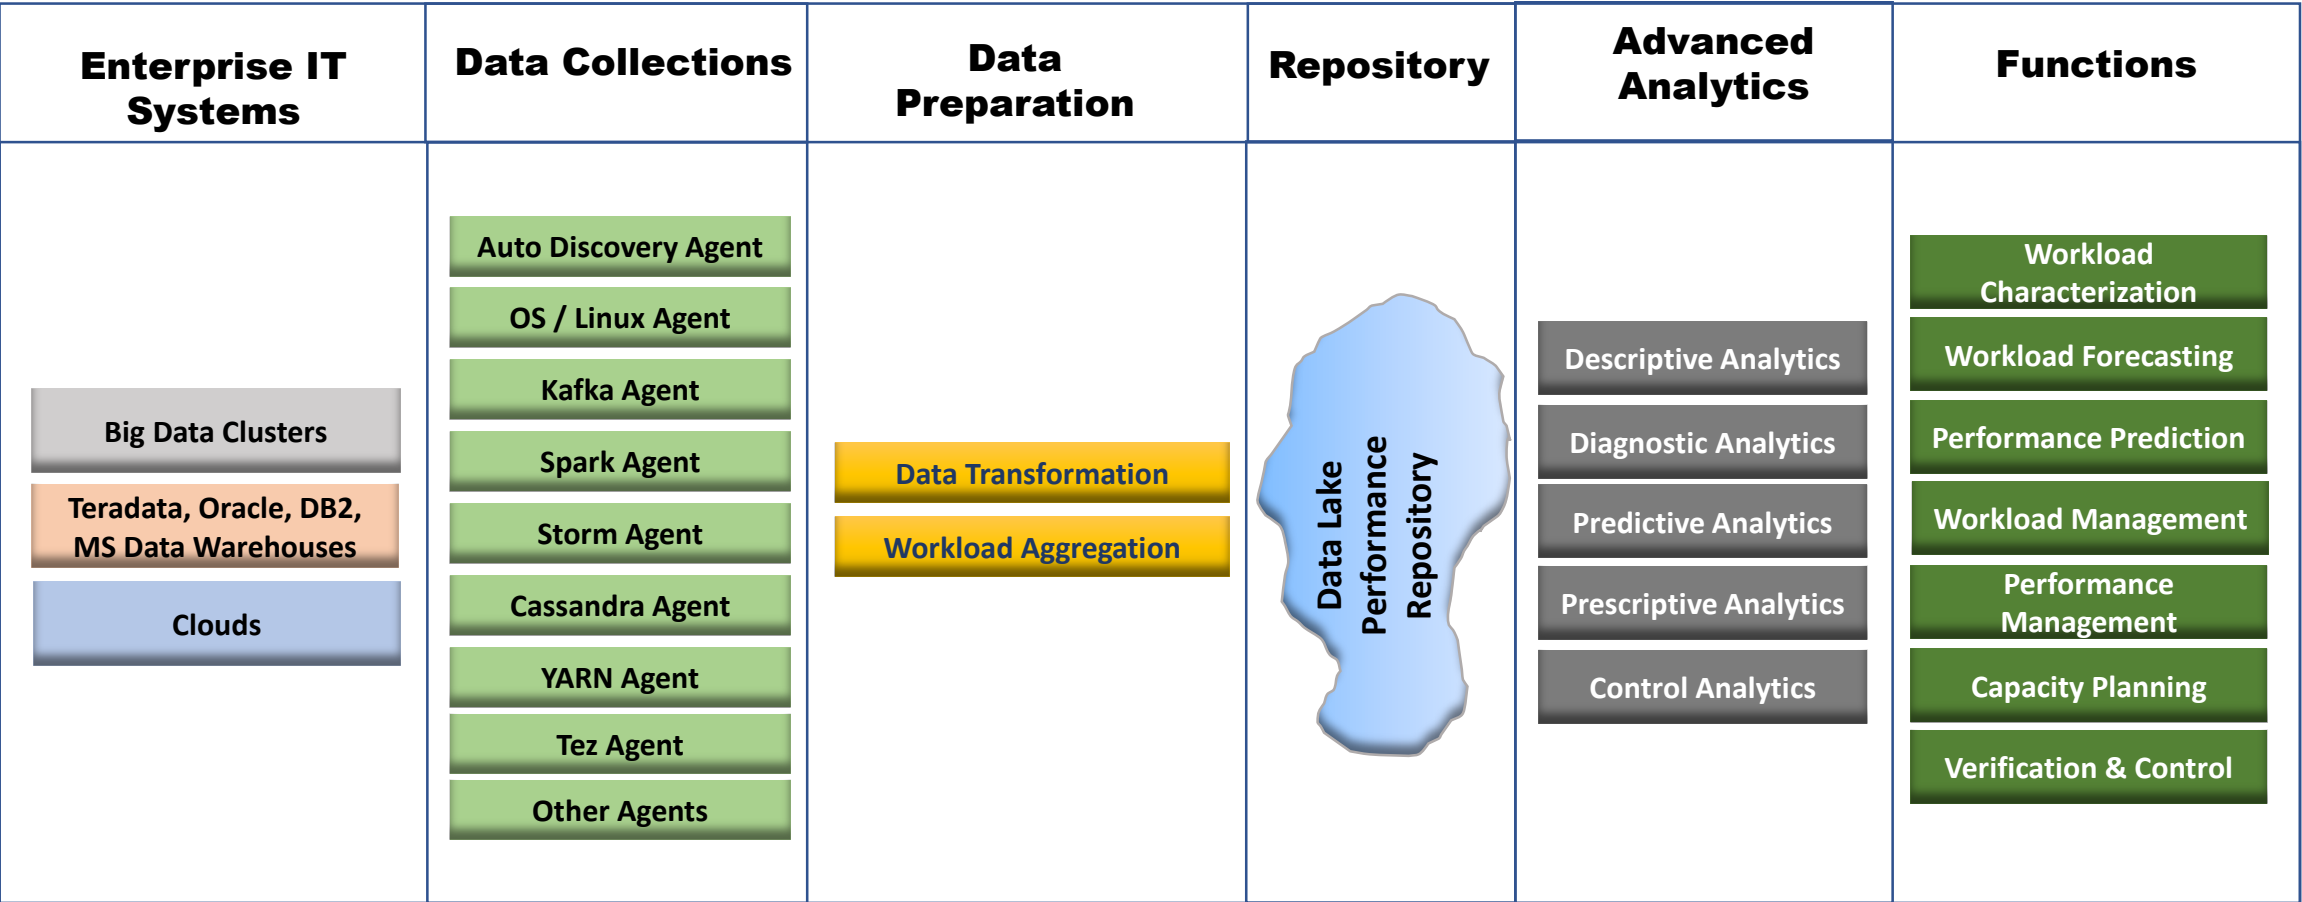 Enterprise IT
Systems
Data Collections
Data
Preparation
Repository
Advanced
Analytics
Functions
Big Data Clusters
Teradata, Oracle, DB2,
MS Data Warehouses
Clouds
Auto Discovery Agent
OS / Linux Agent
Kafka Agent
Spark Agent
Storm Agent
Cassandra Agent
YARN Agent
Tez Agent
Other Agents
Data Transformation
Workload Aggregation
Data Lake
Performance
Repository
Descriptive Analytics
Diagnostic Analytics
Predictive Analytics
Prescriptive Analytics
Control Analytics
Workload
Characterization
Workload Forecasting
Performance Prediction
Workload Management
Performance
Management
Capacity Planning
Verification & Control